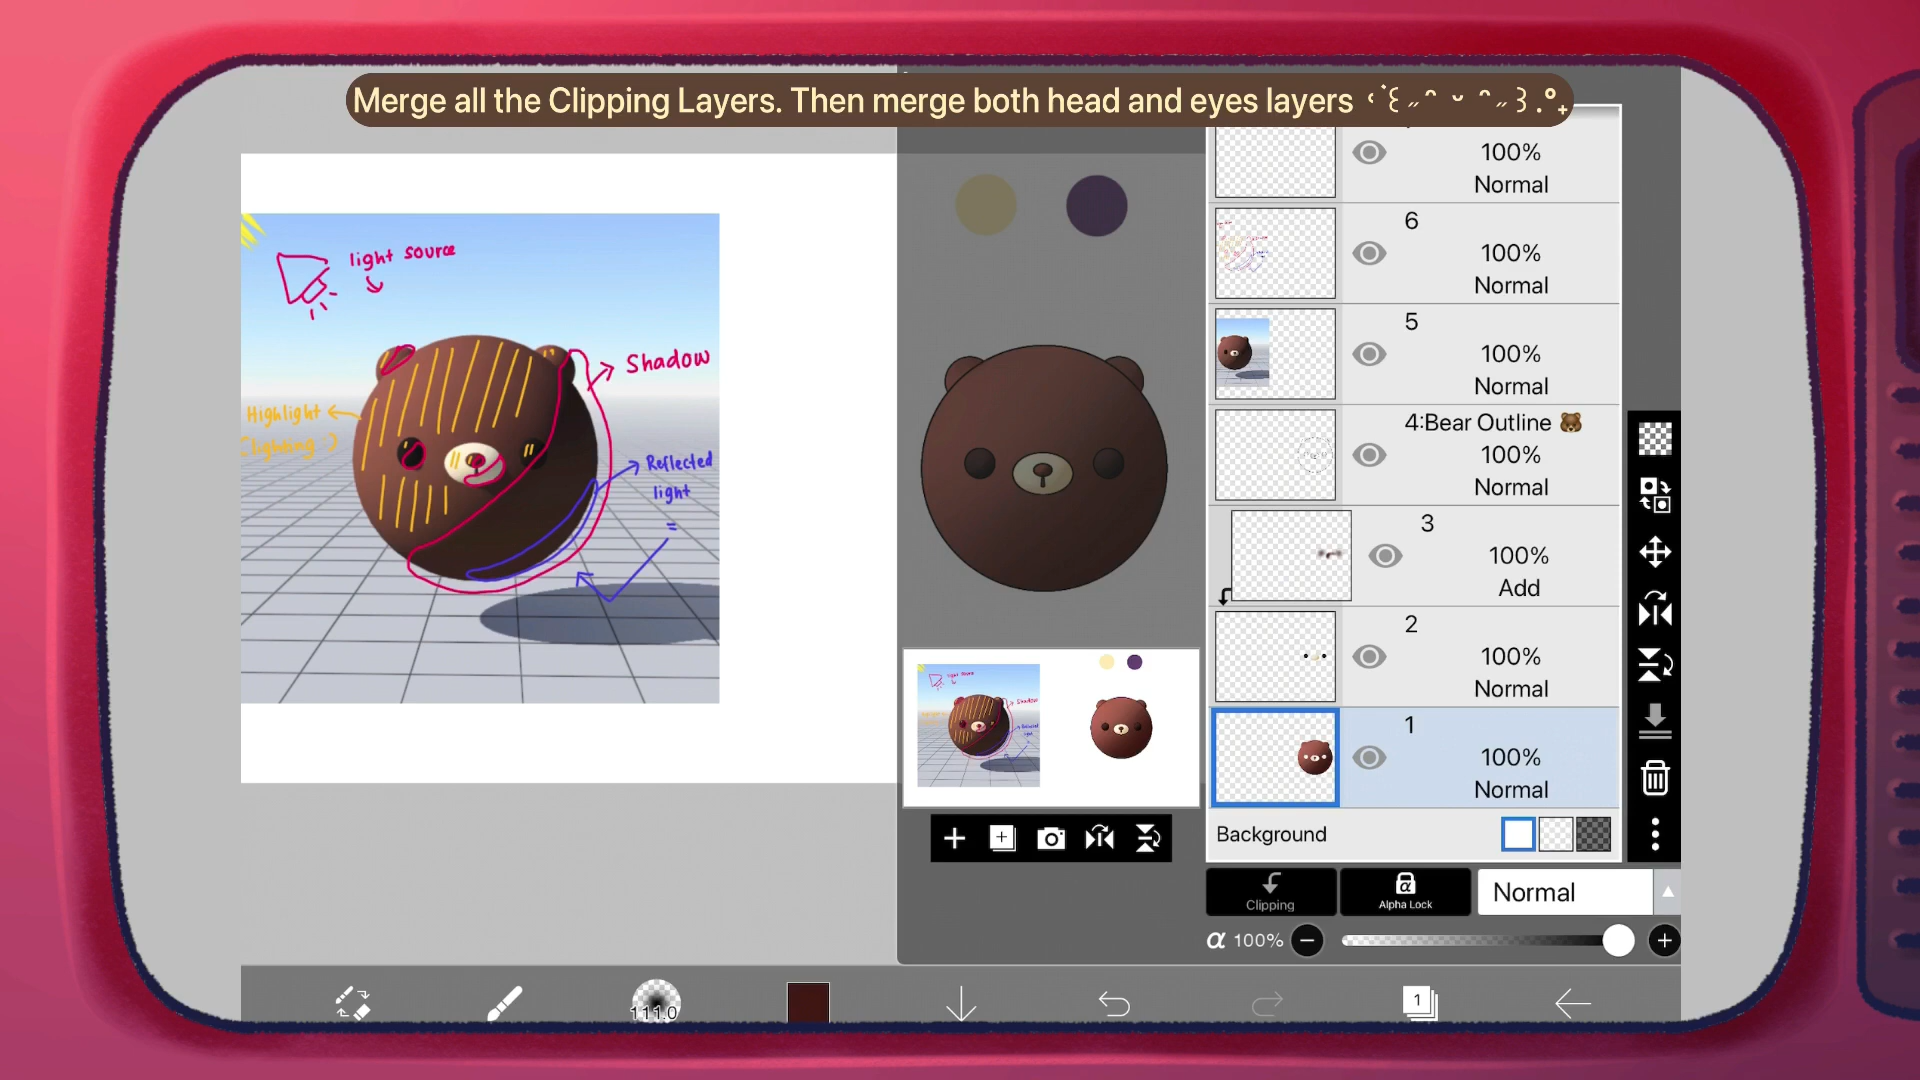 Merge all the Clipping Layers. Then merge both head and eyes layers
light source
Shadow
Highlight
(lighting :)
Reflected
light
=
100%
Normal
6
100%
Normal
5
100%
Normal
4:Bear Outline 🐻
100%
Normal
3
100%
Add
2
100%
Normal
1
100%
Normal
Background
Clipping
α
Alpha Lock
Normal
α 100%
111.0
1